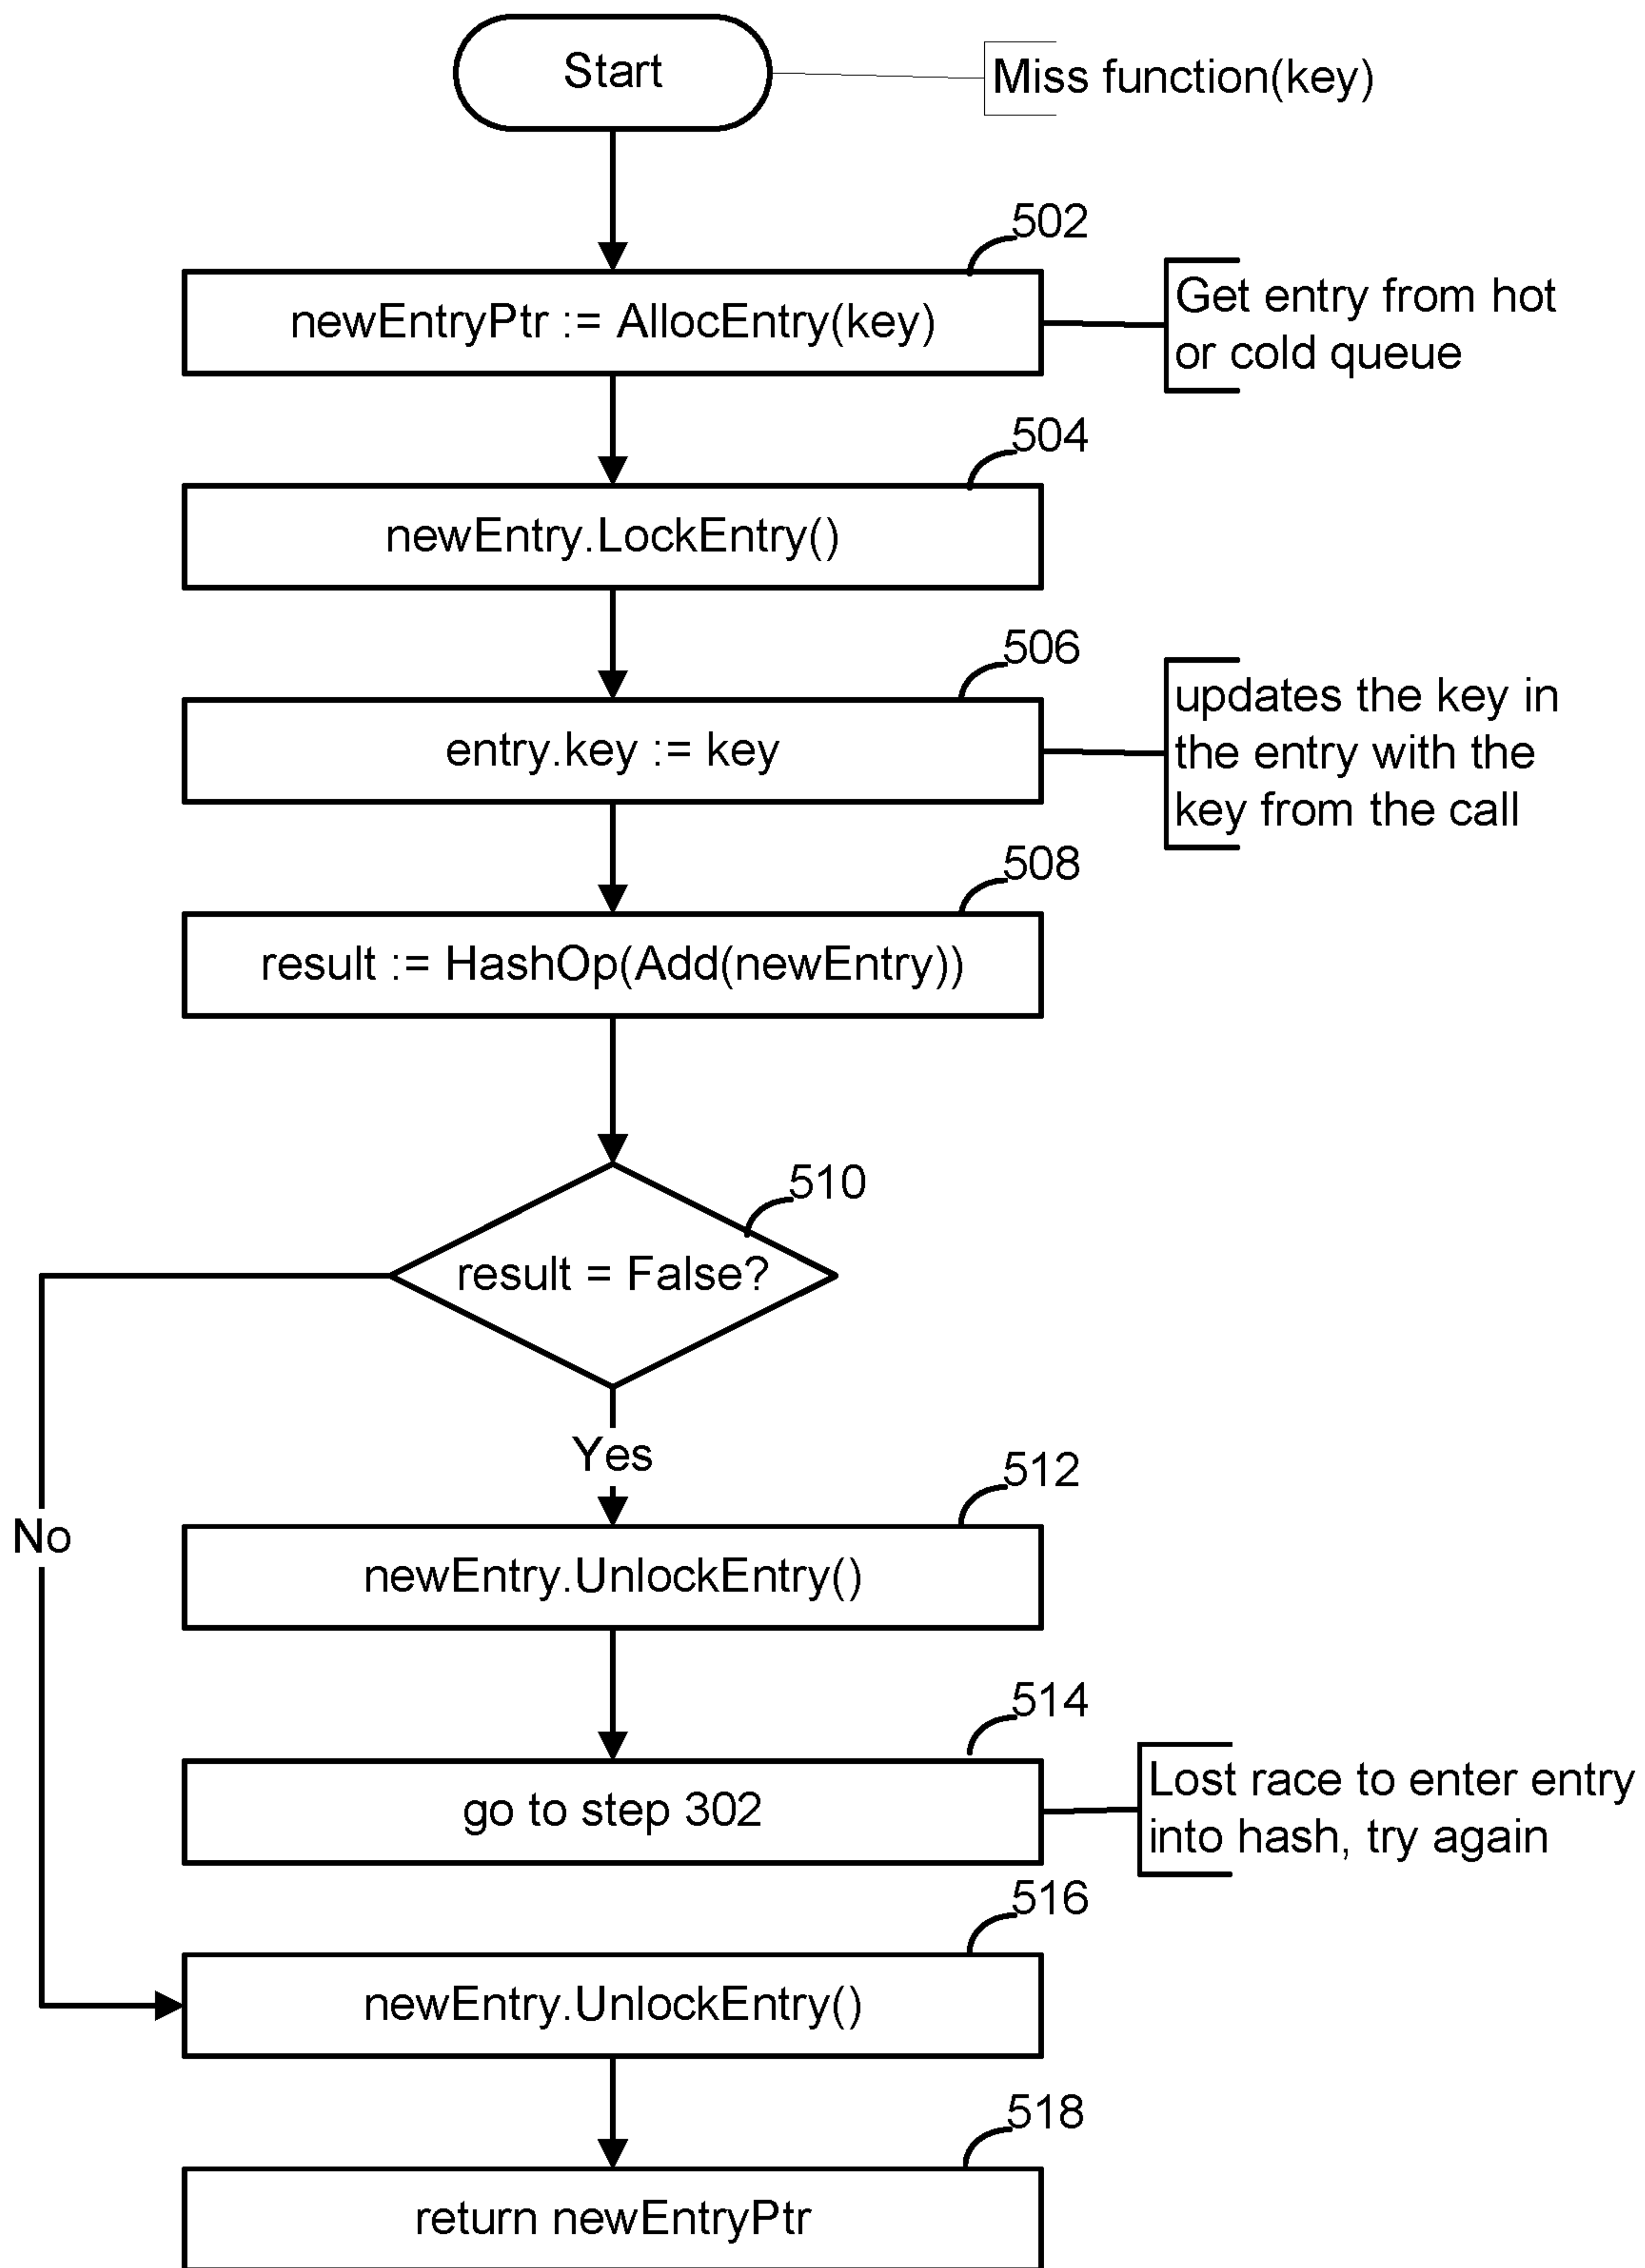 Start
Miss function(key)
502
newEntryPtr := AllocEntry(key)
Get entry from hot
or cold queue
504
newEntry.LockEntry()
506
entry.key := key
updates the key in
the entry with the
key from the call
508
result := HashOp(Add(newEntry))
510
result = False?
Yes
No
512
newEntry.UnlockEntry()
514
go to step 302
Lost race to enter entry
into hash, try again
516
newEntry.UnlockEntry()
518
return newEntryPtr